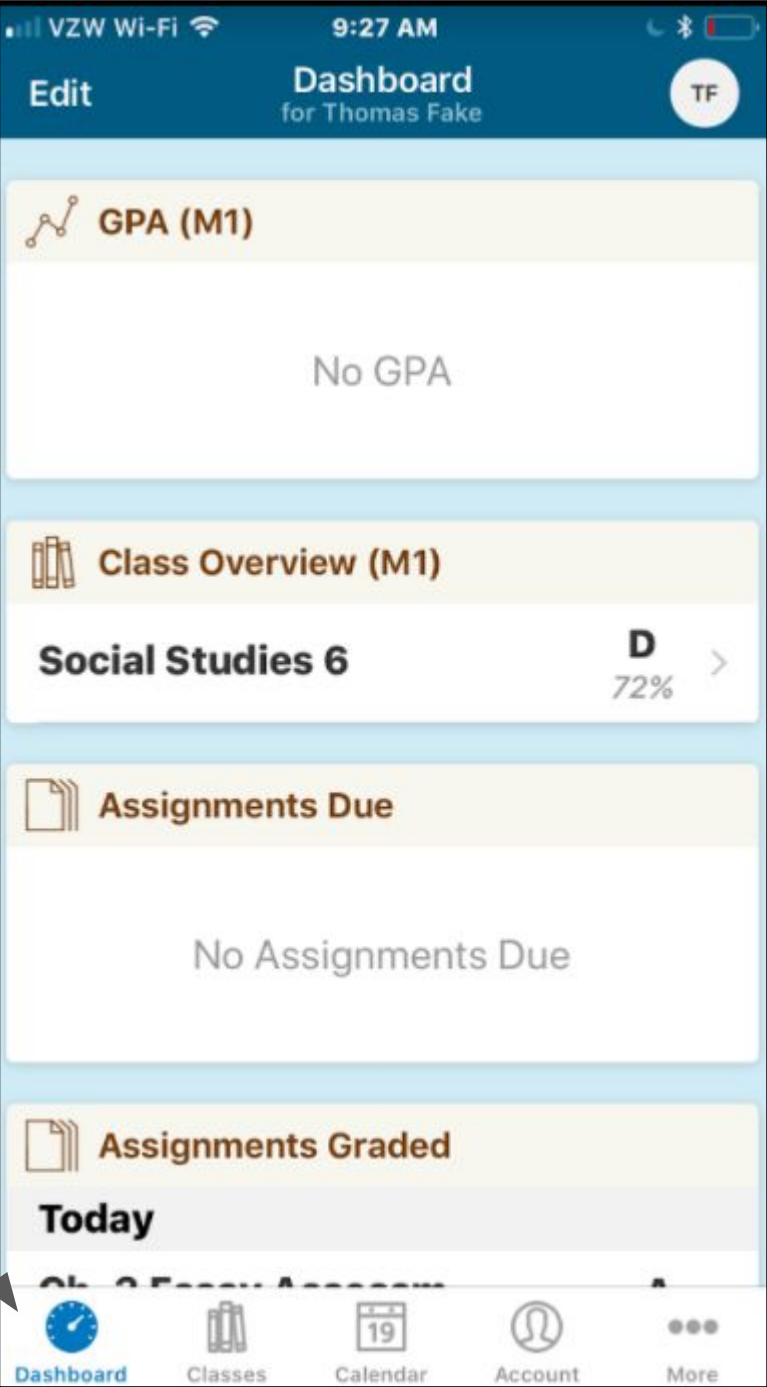 VZW Wi-Fi 9:27 AM
Edit Dashboard TF
for Thomas Fake
GPA (M1)
No GPA
Class Overview (M1)
Social Studies 6 D
72%
Assignments Due
No Assignments Due
Assignments Graded
Today
19
Dashboard Classes Calendar Account More